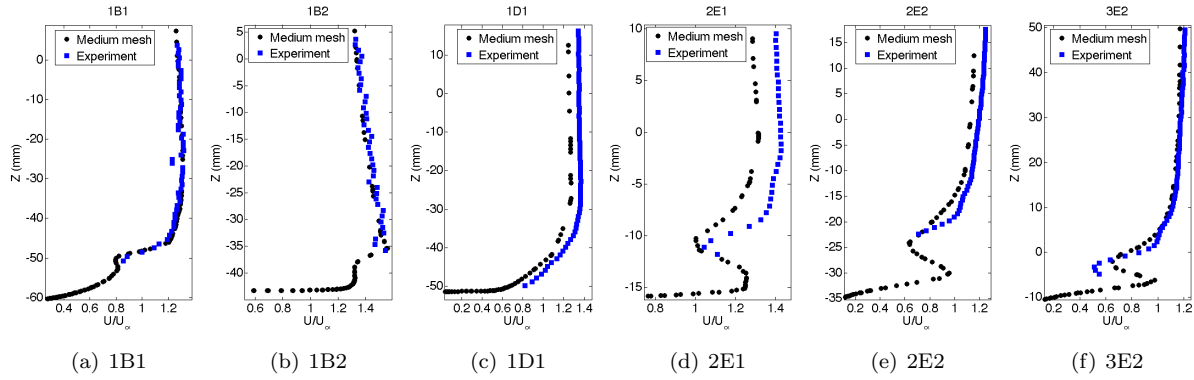 1B1
Medium mesh
Experiment
Z (mm)
0
-10
-20
-30
-40
-50
-60
0.4 0.6 0.8 1 1.2
U/Uα
(a) 1B1
1B2
Medium mesh
Experiment
Z (mm)
5
0
-5
-10
-15
-20
-25
-30
-35
-40
0.6 0.8 1 1.2 1.4
U/Uα
(b) 1B2
1D1
Medium mesh
Experiment
Z (mm)
10
0
-10
-20
-30
-40
-50
0.2 0.4 0.6 0.8 1 1.2 1.4
U/Uα
(c) 1D1
2E1
Medium mesh
Experiment
Z (mm)
10
5
0
-5
-10
-15
0.8 1 1.2 1.4
U/Uα
(d) 2E1
2E2
Medium mesh
Experiment
Z (mm)
15
10
5
0
-5
-10
-15
-20
-25
-30
-35
0.2 0.4 0.6 0.8 1 1.2
U/Uα
(e) 2E2
3E2
Medium mesh
Experiment
Z (mm)
50
40
30
20
10
0
-10
0.2 0.4 0.6 0.8 1 1.2
U/Uα
(f) 3E2